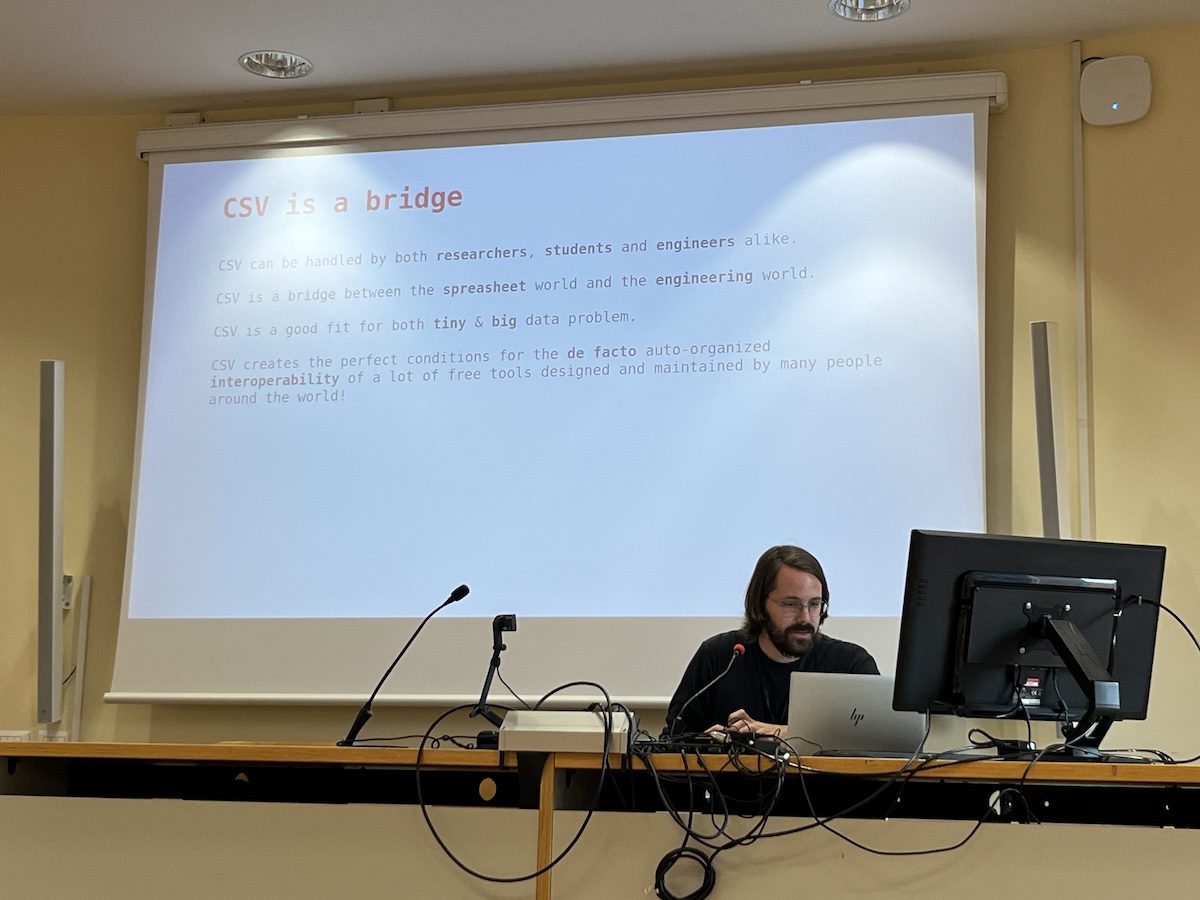 CSV is a bridge
CSV can be handled by both researchers, students and engineers alike.
CSV is a bridge between the spreasheet world and the engineering world.
CSV is a good fit for both tiny & big data problem.
CSV creates the perfect conditions for the de facto auto-organized
interoperability of a lot of free tools designed and maintained by many people
around the world!
hp